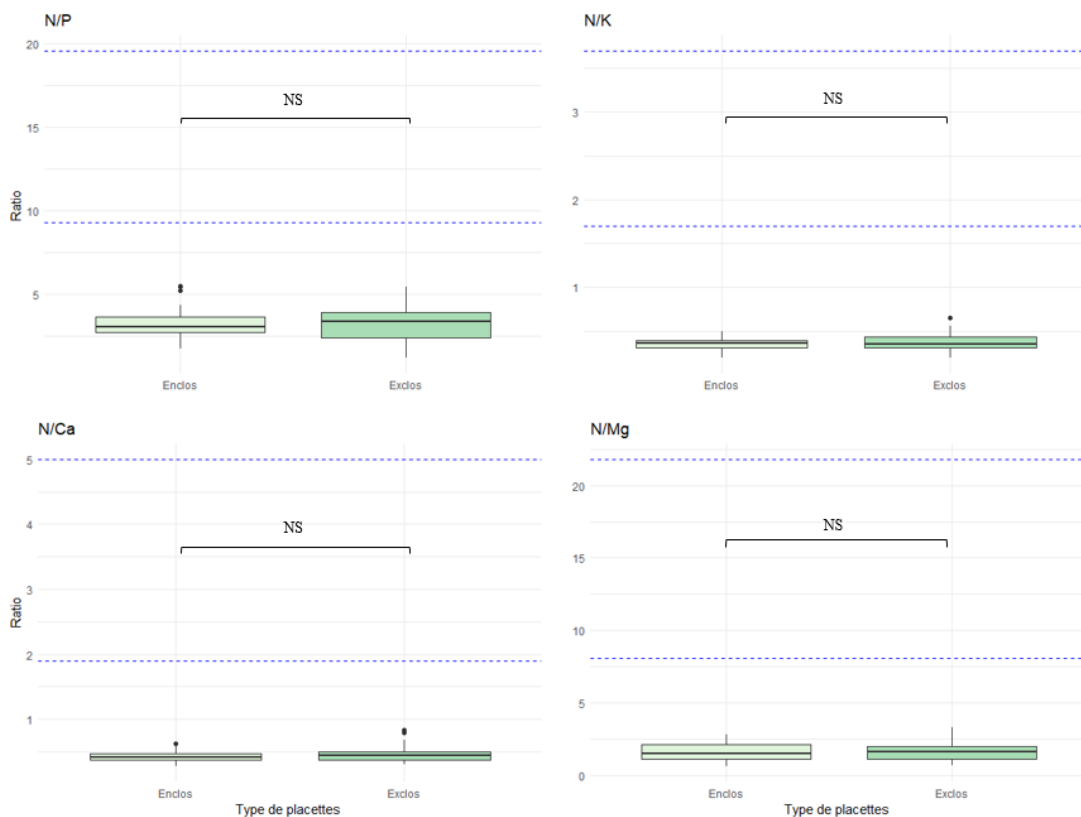 N/P
N/K
20
15
10
5
Ratio
NS
Enclos
Exclos
3
2
1
NS
Enclos
Exclos
N/Ca
N/Mg
5
4
3
2
1
Ratio
NS
Enclos
Exclos
Type de placettes
20
15
10
5
0
NS
Enclos
Exclos
Type de placettes